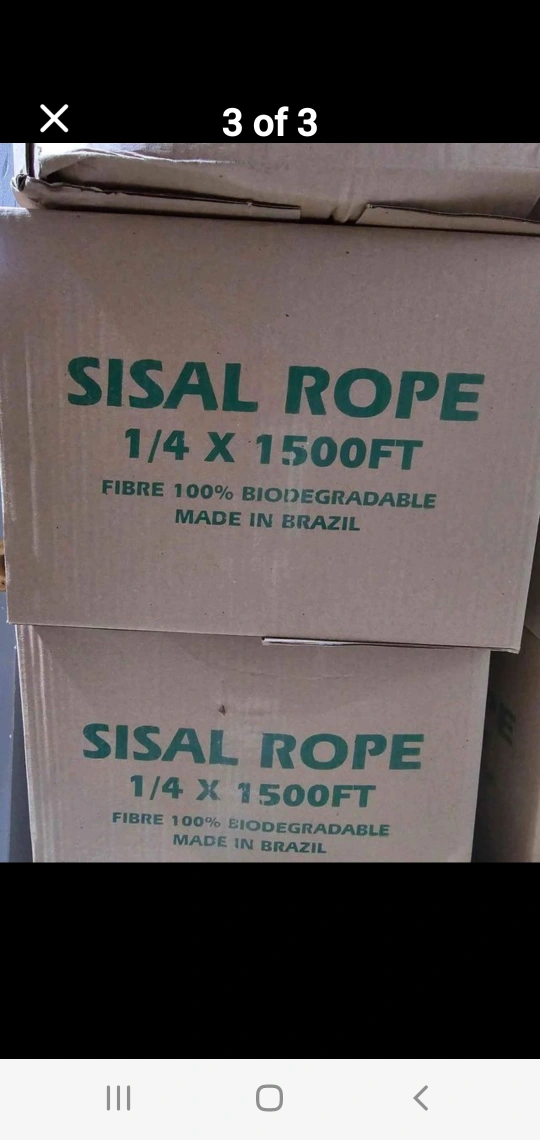 3 of 3
SISAL ROPE
1/4 X 1500FT
FIBRE 100% BIODEGRADABLE
MADE IN BRAZIL
SISAL ROPE
1/4 X 1500FT
FIBRE 100% BIODEGRADABLE
MADE IN BRAZIL